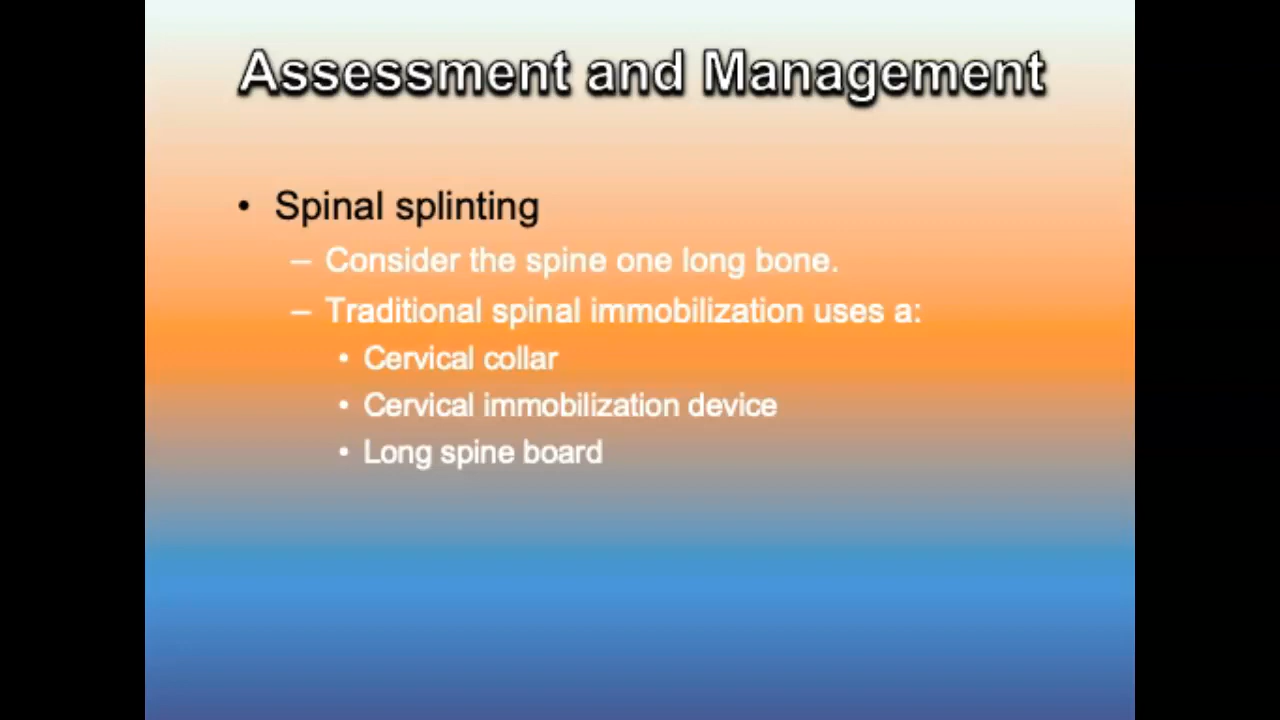 Assessment and Management
• Spinal splinting
– Consider the spine one long bone.
– Traditional spinal immobilization uses a:
• Cervical collar
• Cervical immobilization device
• Long spine board